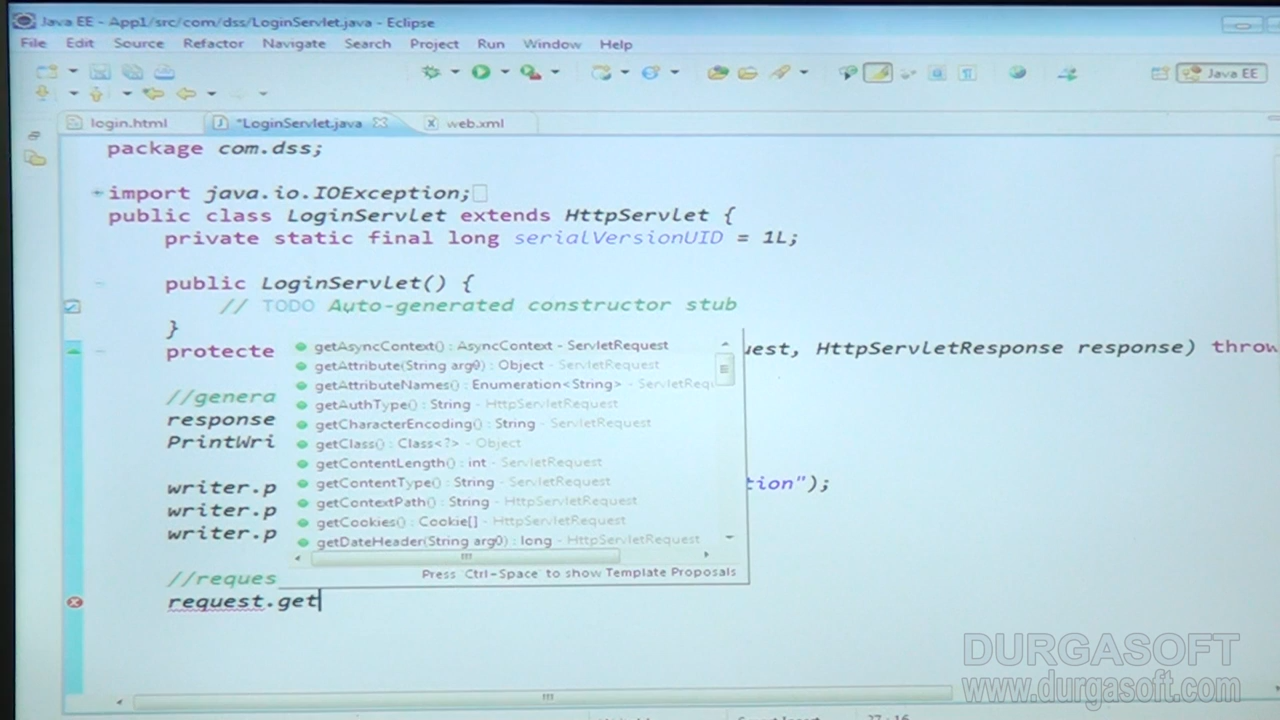 Java EE - App1/src/com/dss/LoginServlet.java - Eclipse
File Edit Source Refactor Navigate Search Project Run Window Help
Java EE
login.html *LoginServlet.java web.xml
package com.dss;
import java.io.IOException;
public class LoginServlet extends HttpServlet {
private static final long serialVersionUID = 1L;
public LoginServlet() {
// TODO Auto-generated constructor stub
}
protecte uest, HttpServletResponse response) throw
//genera
response
PrintWri
writer.p tion");
writer.p
writer.p
//reques
request.get
getAsyncContext() : AsyncContext - ServletRequest
getAttribute(String arg0) : Object - ServletRequest
getAttributeNames() : Enumeration<String> - ServletRequ
getAuthType() : String - HttpServletRequest
getCharacterEncoding() : String - ServletRequest
getClass() : Class<?> - Object
getContentLength() : int - ServletRequest
getContentType() : String - ServletRequest
getContextPath() : String - HttpServletRequest
getCookies() : Cookie[] - HttpServletRequest
getDateHeader(String arg0) : long - HttpServletRequest
Press 'Ctrl-Space' to show Template Proposals
DURGASOFT
www.durgasoft.com